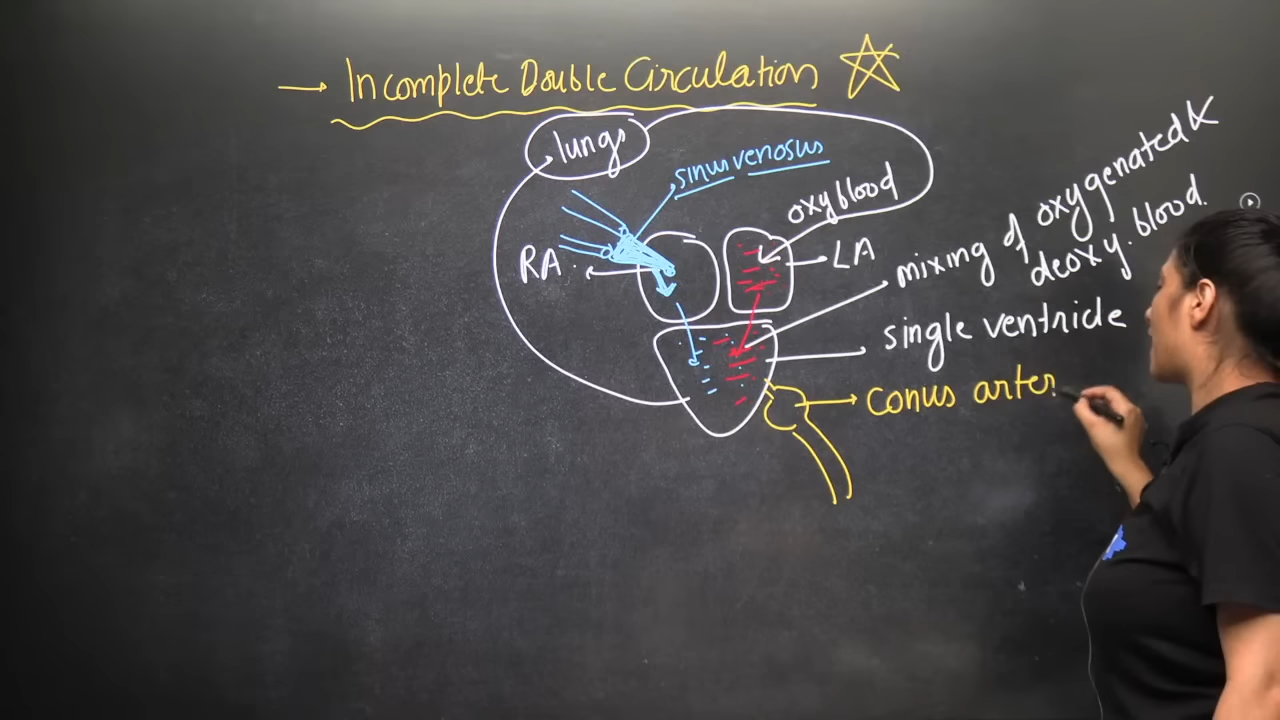 → Incomplete Double Circulation
lungs
sinus venosus
oxy blood
RA
LA
mixing of oxygenated &
deoxy. blood.
single ventricle
Conus arter